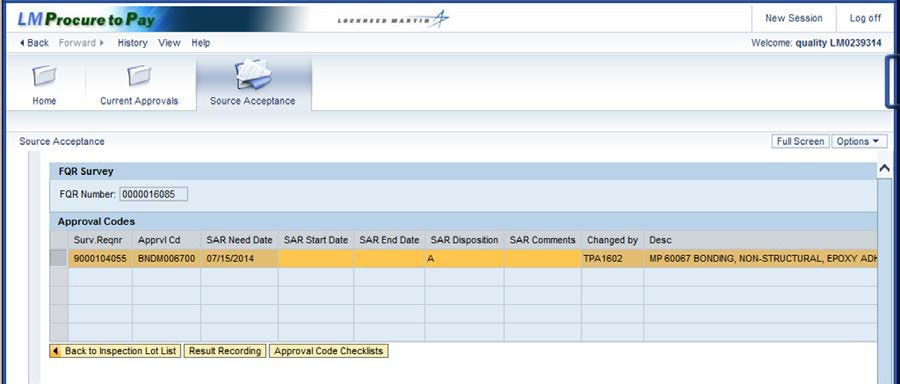 LM Procure to Pay
LOCKHEED MARTIN
New Session Log off
Back Forward History View Help
Welcome: quality LM0239314
Home Current Approvals Source Acceptance
Source Acceptance
Full Screen Options
FQR Survey
FQR Number: 0000016085
Approval Codes
Surv.Reqnr Apprvl Cd SAR Need Date SAR Start Date SAR End Date SAR Disposition SAR Comments Changed by Desc
9000104055 BNDM006700 07/15/2014 A TPA1602 MP 60067 BONDING, NON-STRUCTURAL, EPOXY ADH
Back to Inspection Lot List Result Recording Approval Code Checklists